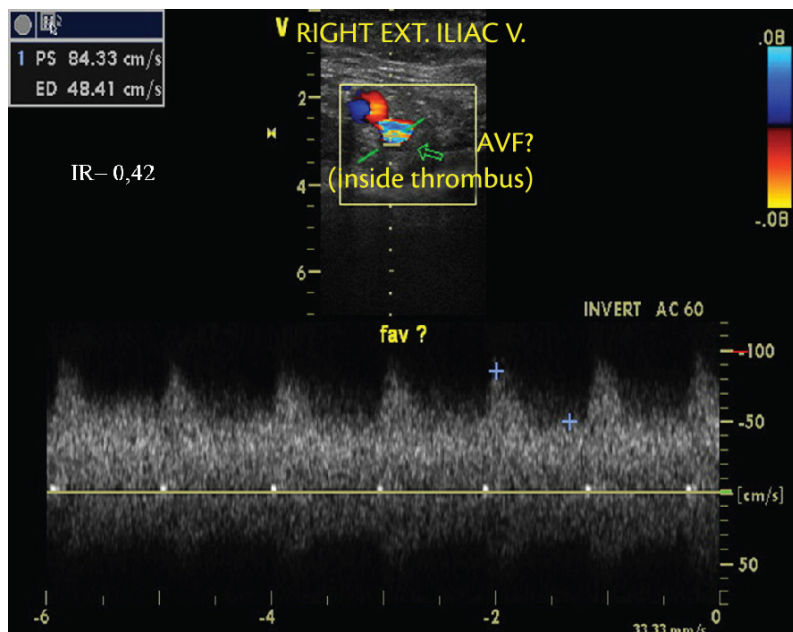 1 PS 84.33 cm/s
ED 48.41 cm/s
V RIGHT EXT. ILIAC V.
.08
2
AVF?
IR– 0,42
(inside thrombus)
4
-.08
6
INVERT AC 60
fav ?
-100
-50
[cm/s]
50
-6
-4
-2
0
33.33 mm/s